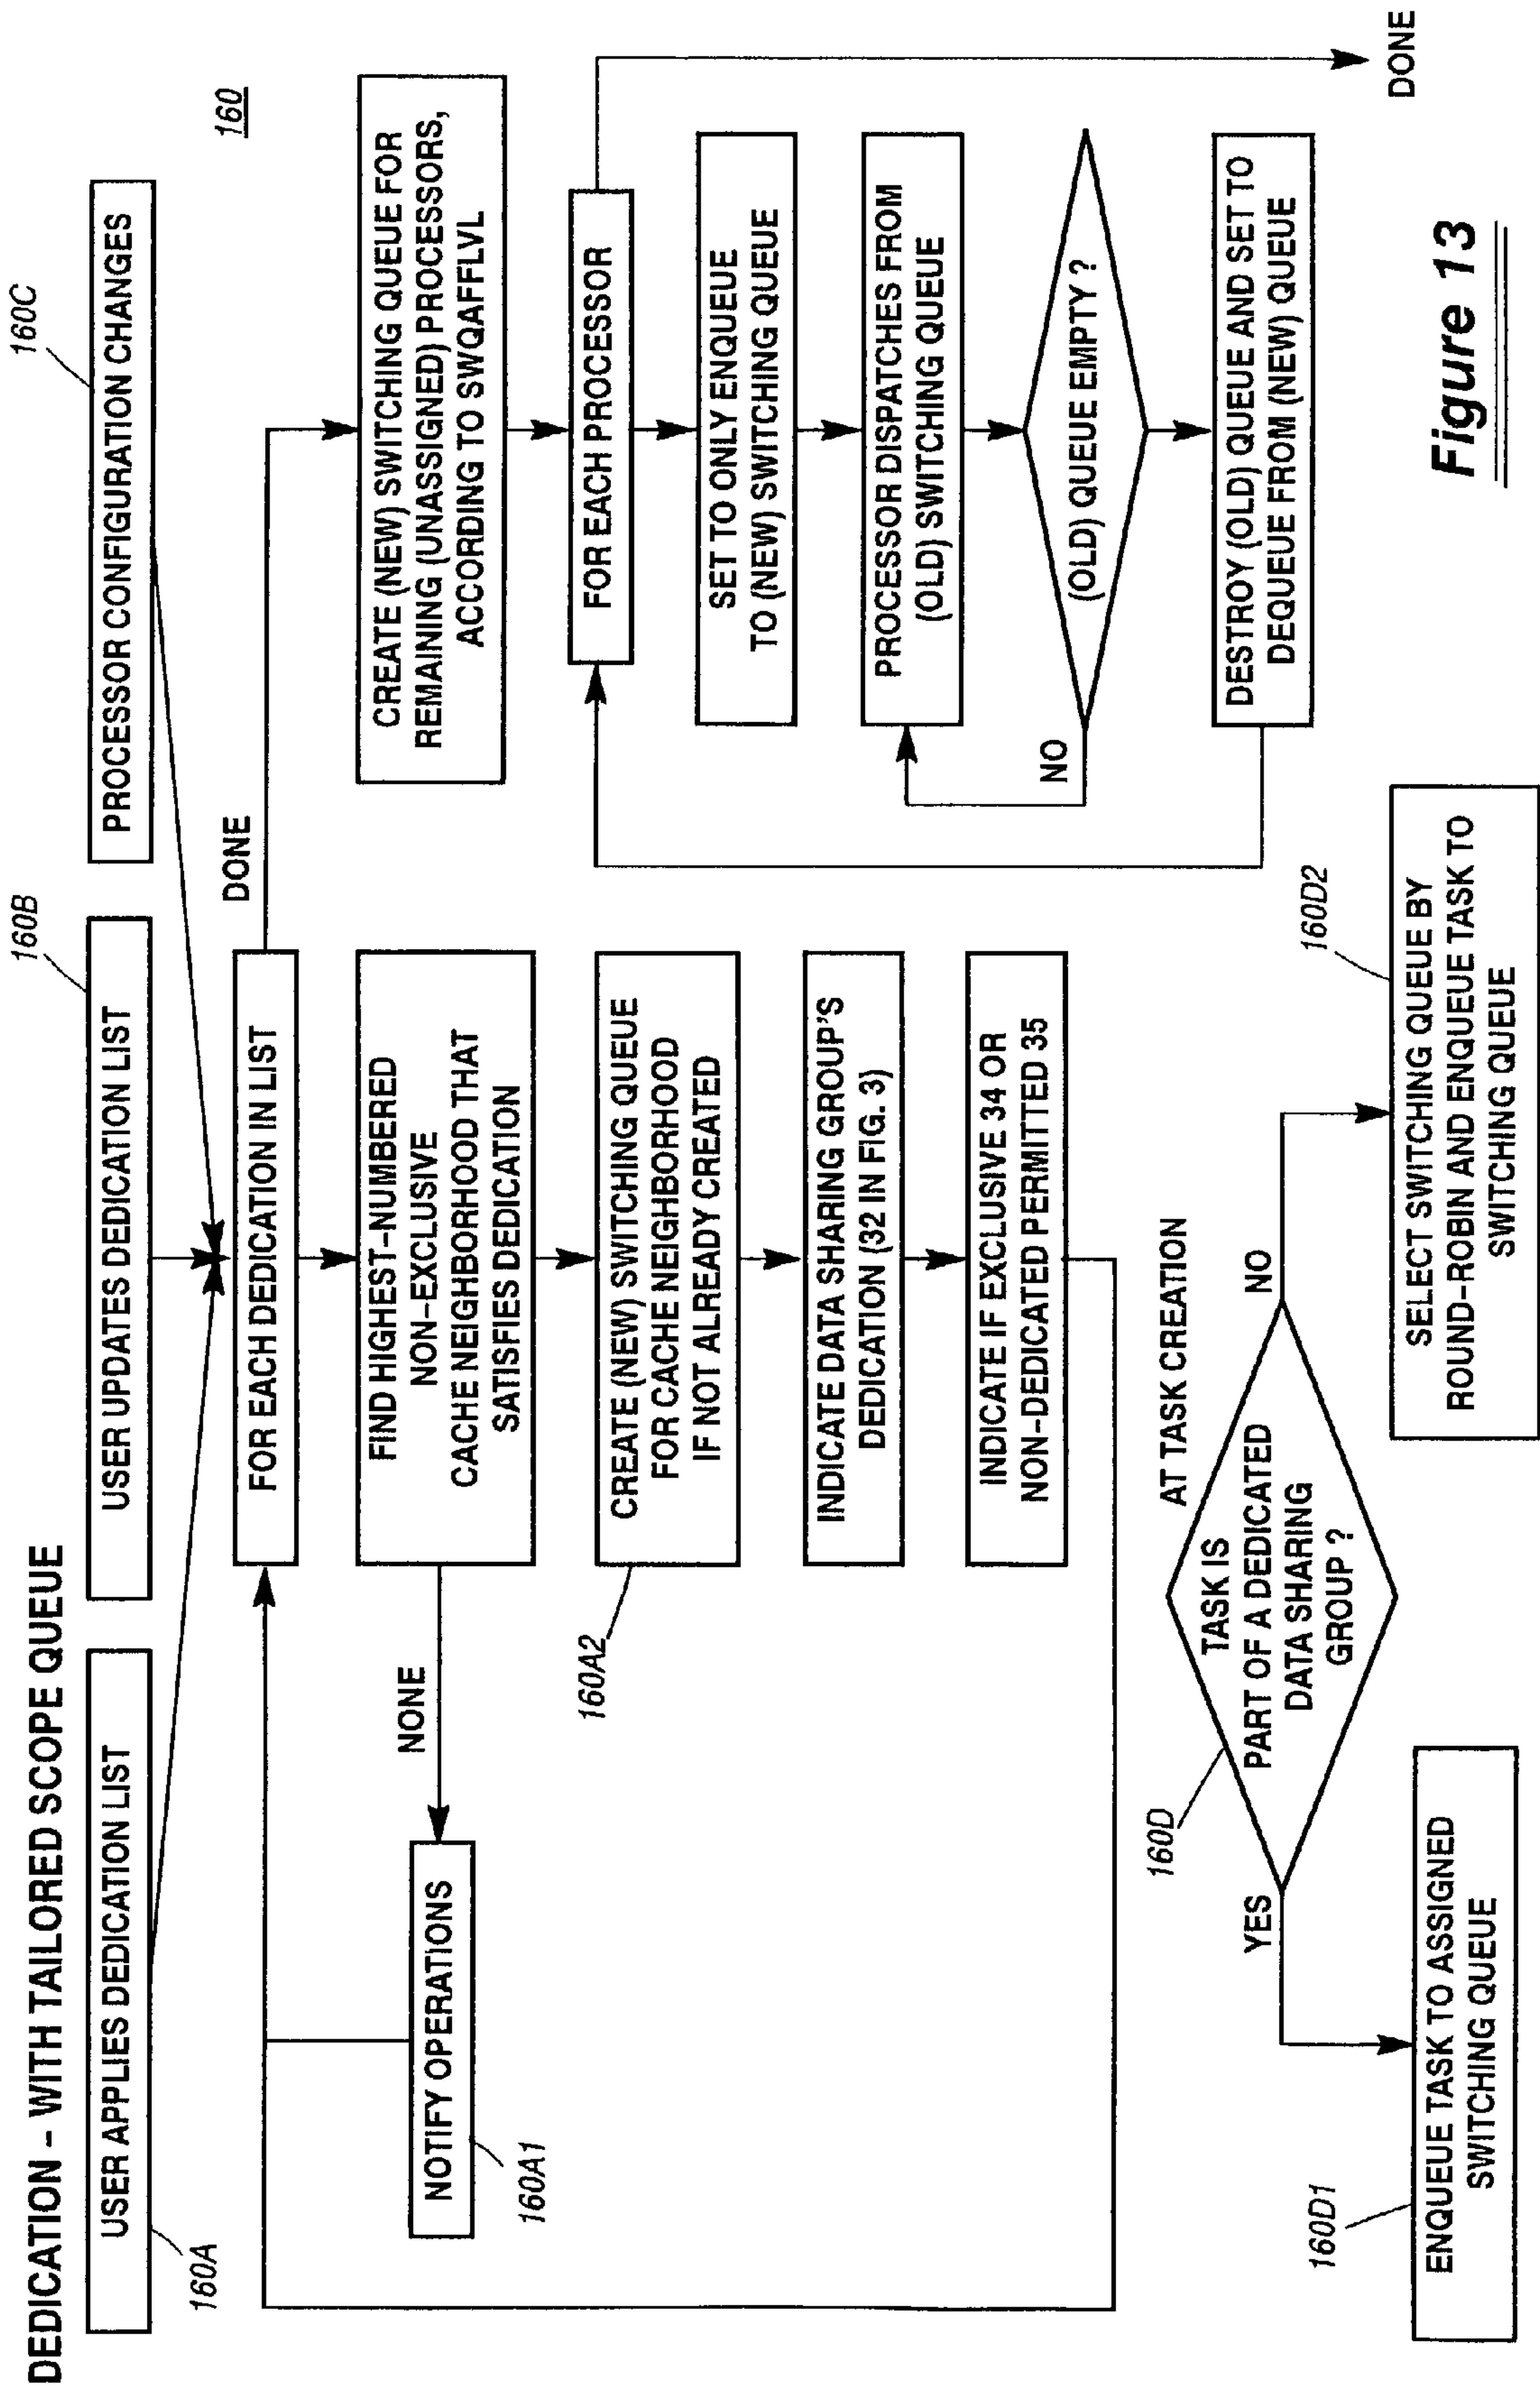 DEDICATION - WITH TAILORED SCOPE QUEUE
USER APPLIES DEDICATION LIST
160A
USER UPDATES DEDICATION LIST
160B
PROCESSOR CONFIGURATION CHANGES
160C
160
FOR EACH DEDICATION IN LIST
DONE
FIND HIGHEST-NUMBERED
NON-EXCLUSIVE
CACHE NEIGHBORHOOD THAT
SATISFIES DEDICATION
NONE
NOTIFY OPERATIONS
160A1
CREATE (NEW) SWITCHING QUEUE
FOR CACHE NEIGHBORHOOD
IF NOT ALREADY CREATED
160A2
INDICATE DATA SHARING GROUP'S
DEDICATION (32 IN FIG. 3)
INDICATE IF EXCLUSIVE 34 OR
NON-DEDICATED PERMITTED 35
CREATE (NEW) SWITCHING QUEUE FOR
REMAINING (UNASSIGNED) PROCESSORS,
ACCORDING TO SWQAFFLVL
FOR EACH PROCESSOR
SET TO ONLY ENQUEUE
TO (NEW) SWITCHING QUEUE
PROCESSOR DISPATCHES FROM
(OLD) SWITCHING QUEUE
(OLD) QUEUE EMPTY ?
NO
DESTROY (OLD) QUEUE AND SET TO
DEQUEUE FROM (NEW) QUEUE
DONE
AT TASK CREATION
TASK IS
PART OF A DEDICATED
DATA SHARING
GROUP ?
160D
YES
NO
ENQUEUE TASK TO ASSIGNED
SWITCHING QUEUE
160D1
SELECT SWITCHING QUEUE BY
ROUND-ROBIN AND ENQUEUE TASK TO
SWITCHING QUEUE
160D2
Figure 13